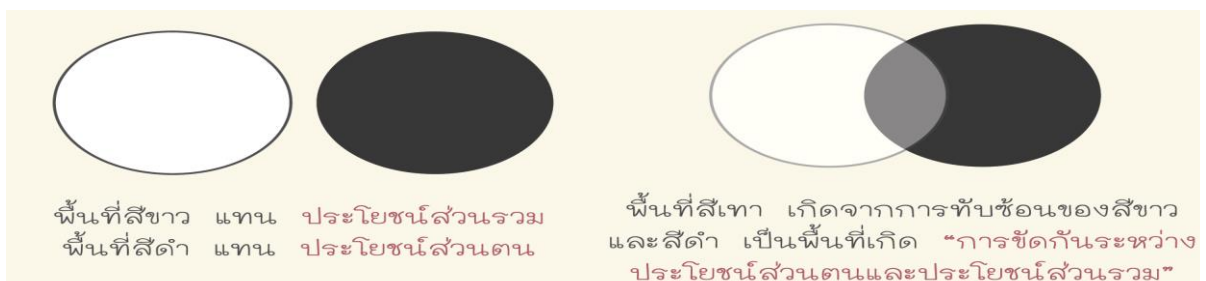 พื้นที่สีขาว แทน ประโยชน์ส่วนรวม
พื้นที่สีดำ แทน ประโยชน์ส่วนตน
พื้นที่สีเทา เกิดจากการทับซ้อนของสีขาว
และสีดำ เป็นพื้นที่เกิด “การขัดกันระหว่าง
ประโยชน์ส่วนตนและประโยชน์ส่วนรวม”